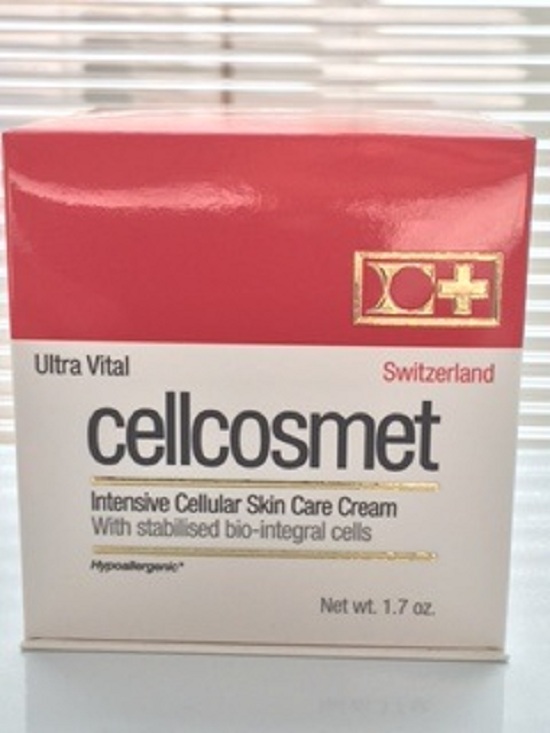 Ultra Vital
Switzerland
cellcosmet
Intensive Cellular Skin Care Cream
With stabilised bio-integral cells
Hypoallergenic*
Net wt. 1.7 oz.